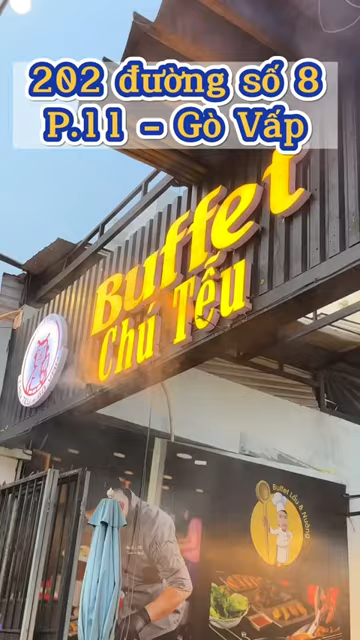 202 đường số 8
P.11 - Gò Vấp
Buffet
Chú Tễu
Buffet Lẩu & Nướng